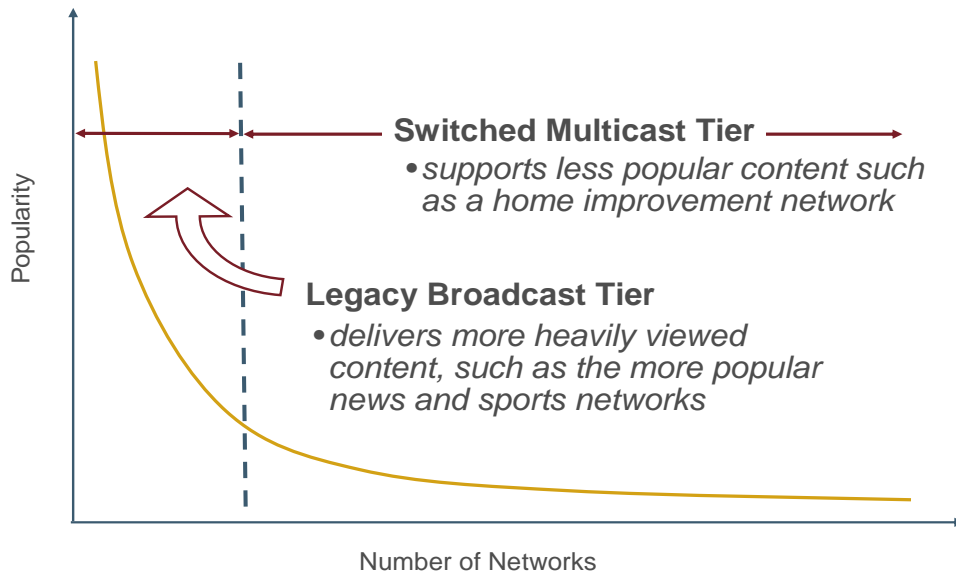 Switched Multicast Tier
•supports less popular content such
as a home improvement network
Popularity
Legacy Broadcast Tier
•delivers more heavily viewed
content, such as the more popular
news and sports networks
Number of Networks